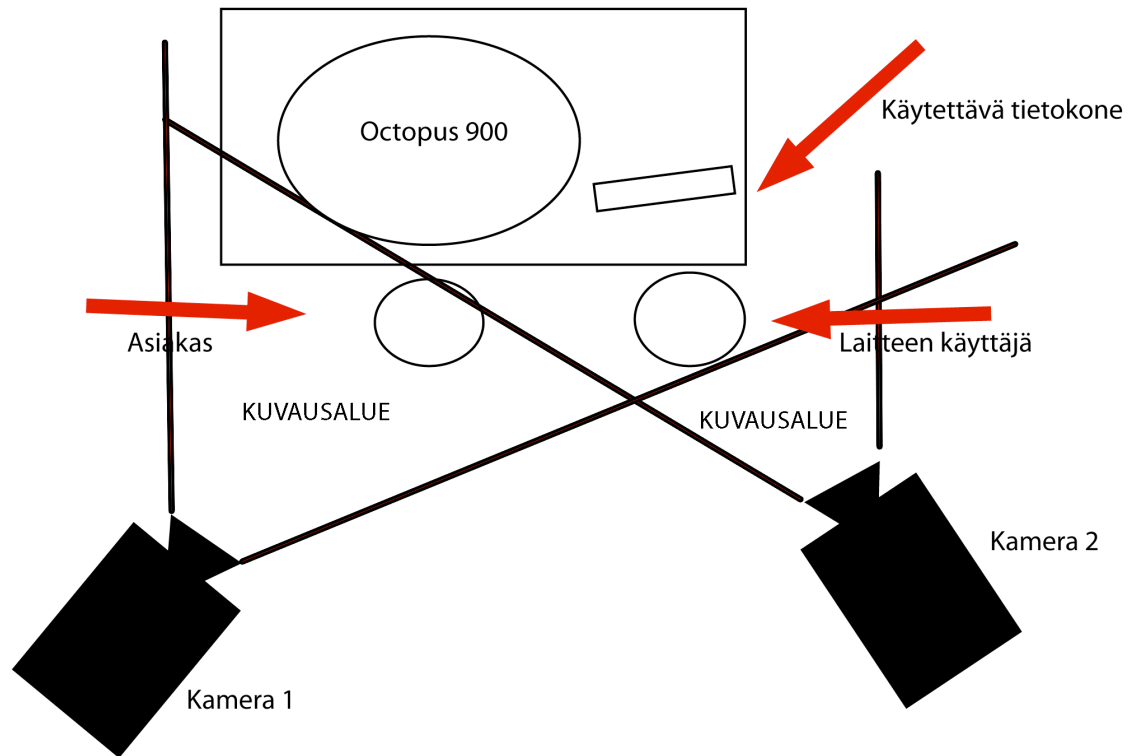 Octopus 900
Käytettävä tietokone
Asiakas
Laitteen käyttäjä
KUVAUSALUE
KUVAUSALUE
Kamera 2
Kamera 1